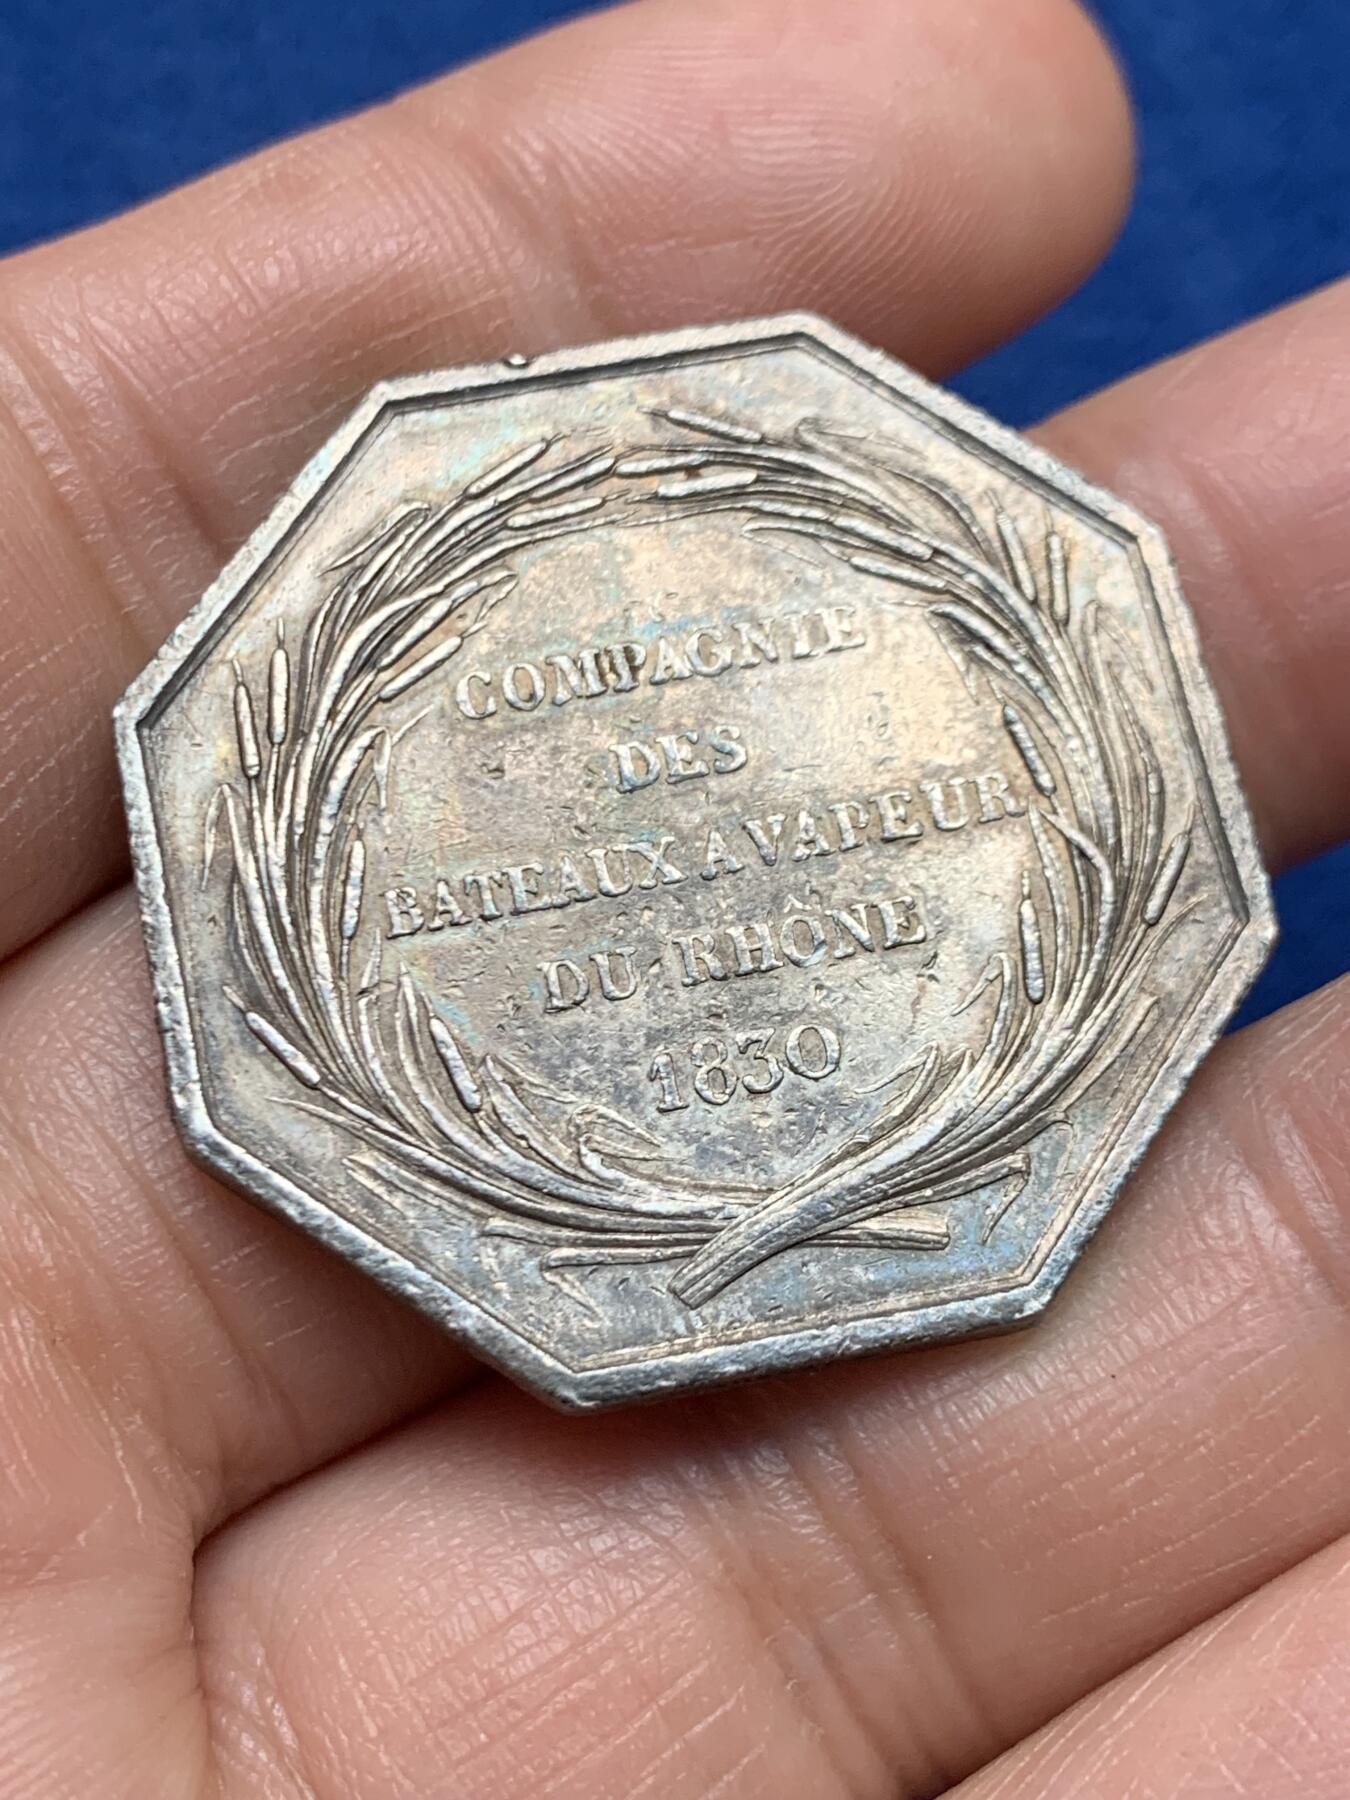 COMPAGNIE
DES
BATEAUX A VAPEUR
DU RHÔNE
1830